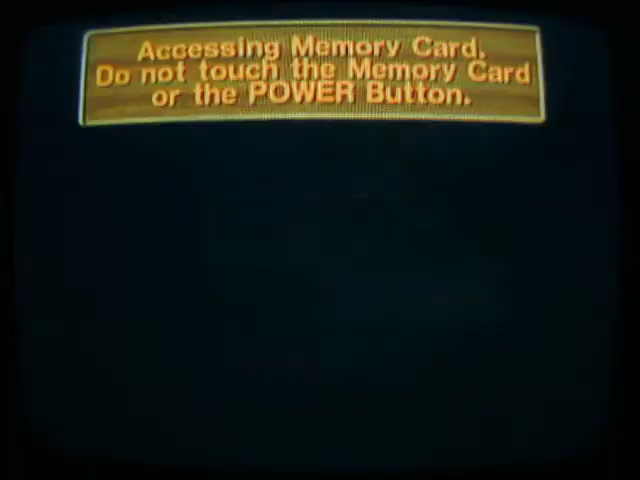 Accessing Memory Card.
Do not touch the Memory Card
or the POWER Button.